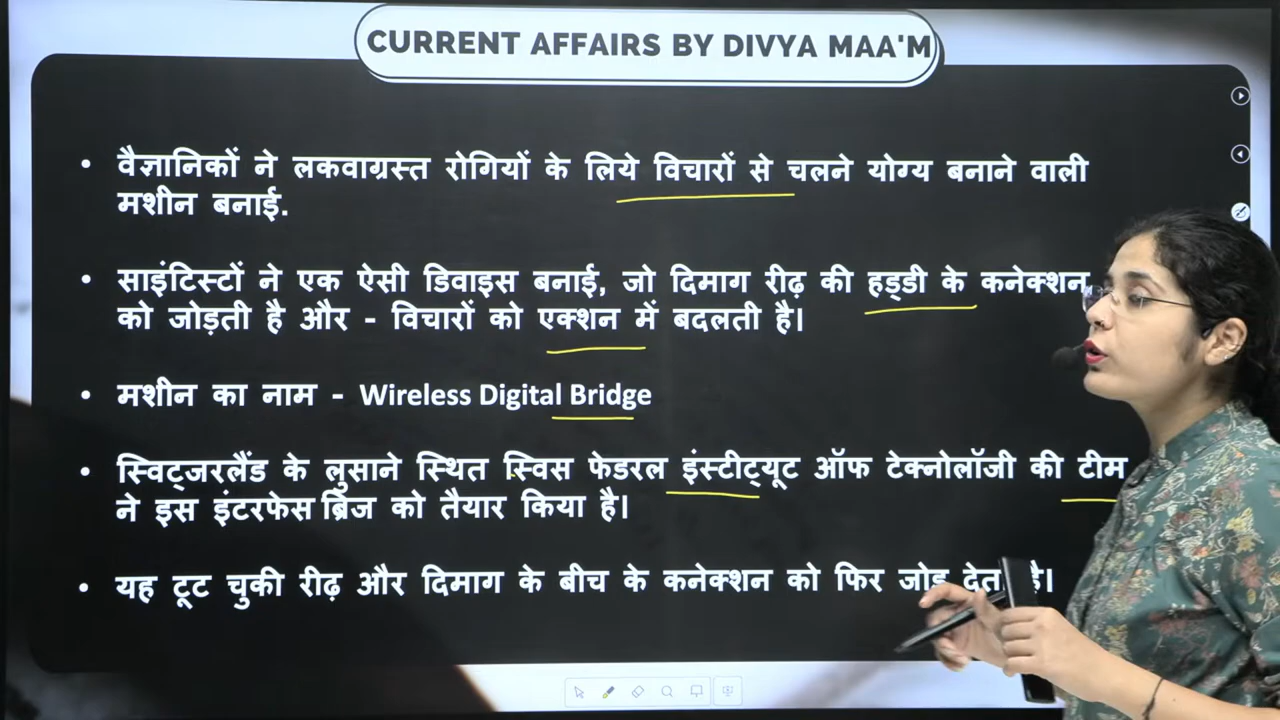 CURRENT AFFAIRS BY DIVYA MAA'M
• वैज्ञानिकों ने लकवाग्रस्त रोगियों के लिये विचारों से चलने योग्य बनाने वाली
मशीन बनाई.
• साइंटिस्टों ने एक ऐसी डिवाइस बनाई, जो दिमाग रीढ़ की हड्डी के कनेक्शन
को जोड़ती है और - विचारों को एक्शन में बदलती है।
• मशीन का नाम - Wireless Digital Bridge
• स्विट्जरलैंड के लुसाने स्थित स्विस फेडरल इंस्टीट्यूट ऑफ टेक्नोलॉजी की टीम
ने इस इंटरफेस ब्रिज को तैयार किया है।
• यह टूट चुकी रीढ़ और दिमाग के बीच के कनेक्शन को फिर जोड़ है।